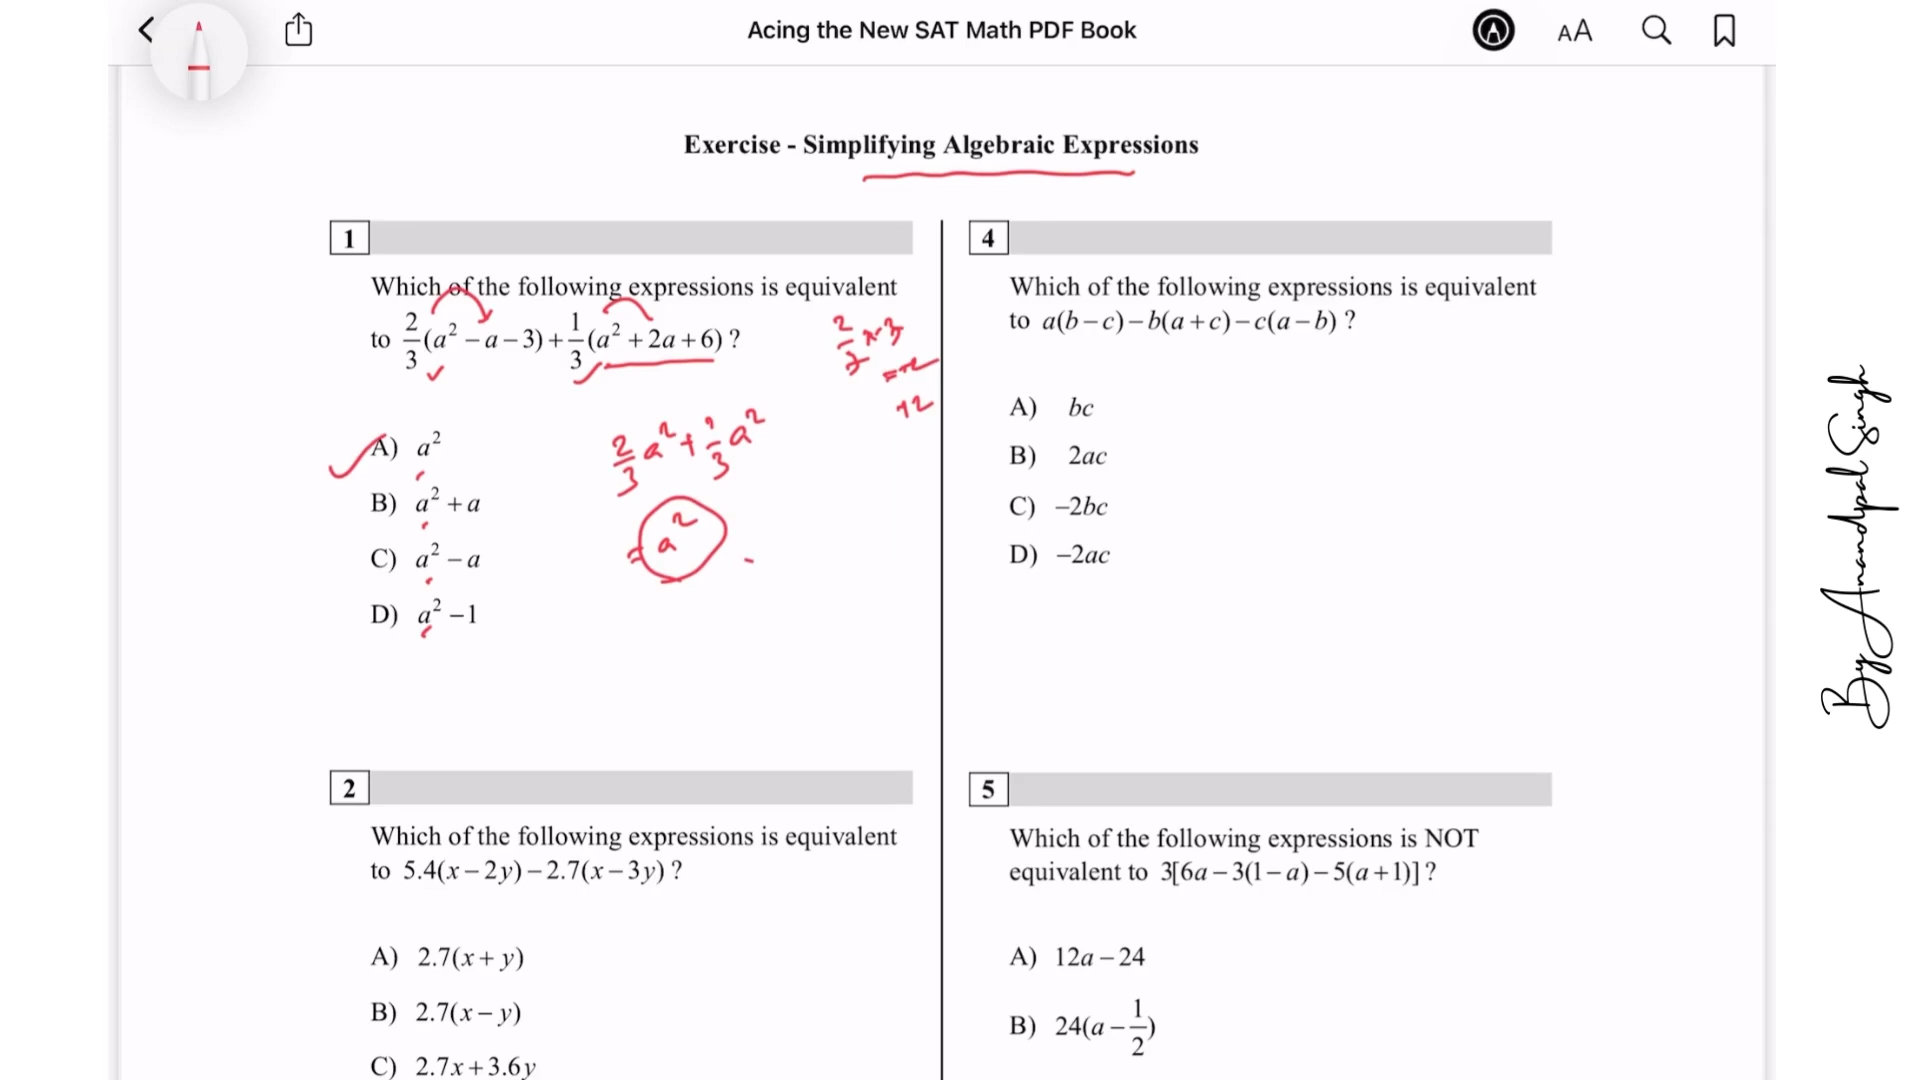 Acing the New SAT Math PDF Book
AA
Exercise - Simplifying Algebraic Expressions
1
Which of the following expressions is equivalent
to 2/3(a² – a – 3) + 1/3(a² + 2a + 6) ?
A) a²
B) a² + a
C) a² – a
D) a² – 1
2/3 a² + 1/3 a²
= a²
2
Which of the following expressions is equivalent
to 5.4(x – 2y) – 2.7(x – 3y) ?
A) 2.7(x + y)
B) 2.7(x – y)
C) 2.7x + 3.6y
4
Which of the following expressions is equivalent
to a(b – c) – b(a + c) – c(a – b) ?
A) bc
B) 2ac
C) –2bc
D) –2ac
5
Which of the following expressions is NOT
equivalent to 3[6a – 3(1 – a) – 5(a + 1)] ?
A) 12a – 24
B) 24(a – 1/2)
By Anandpal Singh